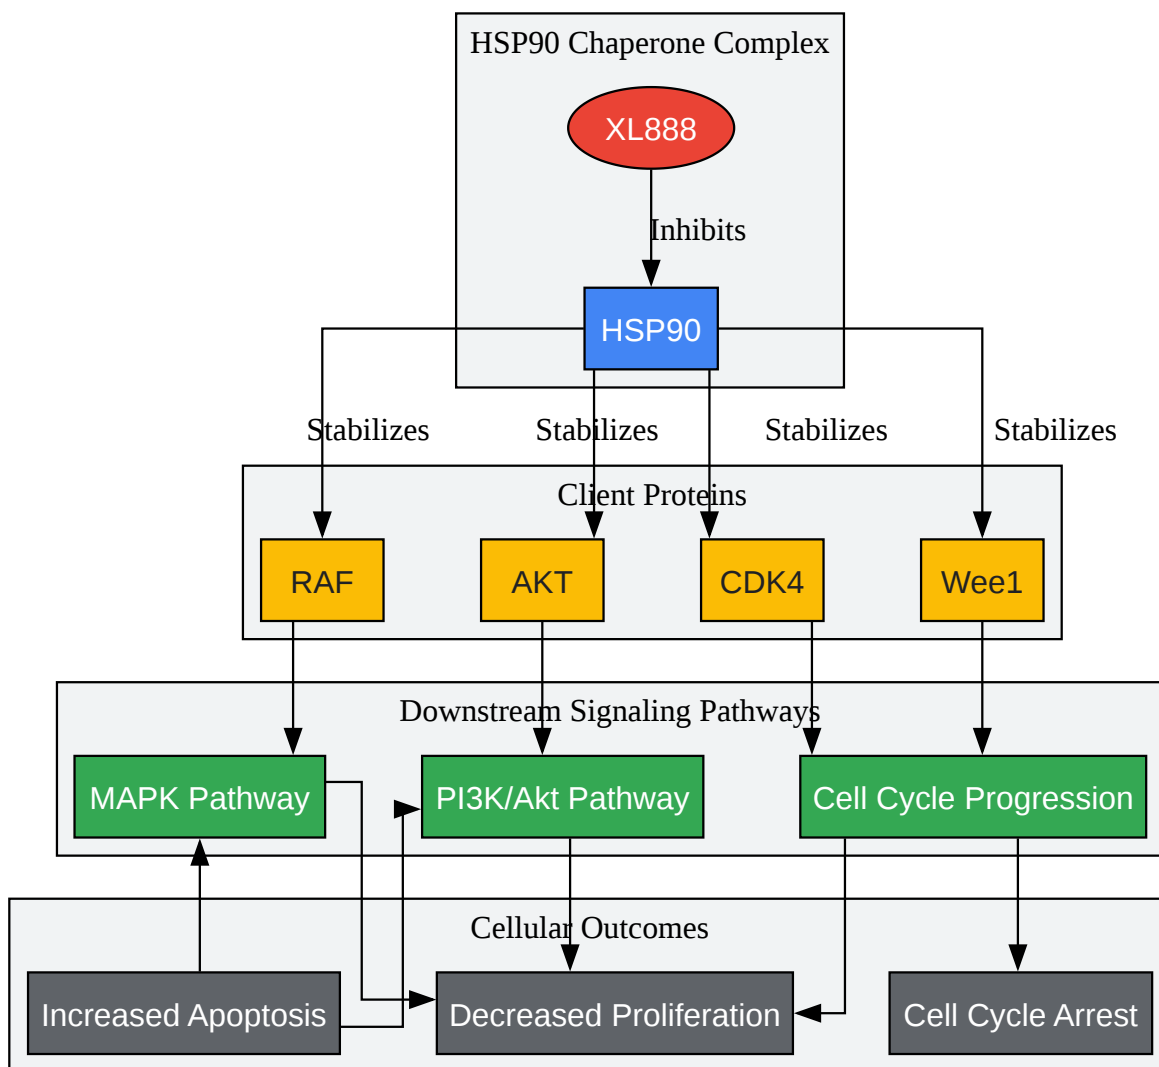 HSP90 Chaperone Complex
XL888
Inhibits
HSP90
Stabilizes
Stabilizes
Stabilizes
Stabilizes
Client Proteins
RAF
AKT
CDK4
Wee1
Downstream Signaling Pathways
MAPK Pathway
PI3K/Akt Pathway
Cell Cycle Progression
Cellular Outcomes
Increased Apoptosis
Decreased Proliferation
Cell Cycle Arrest